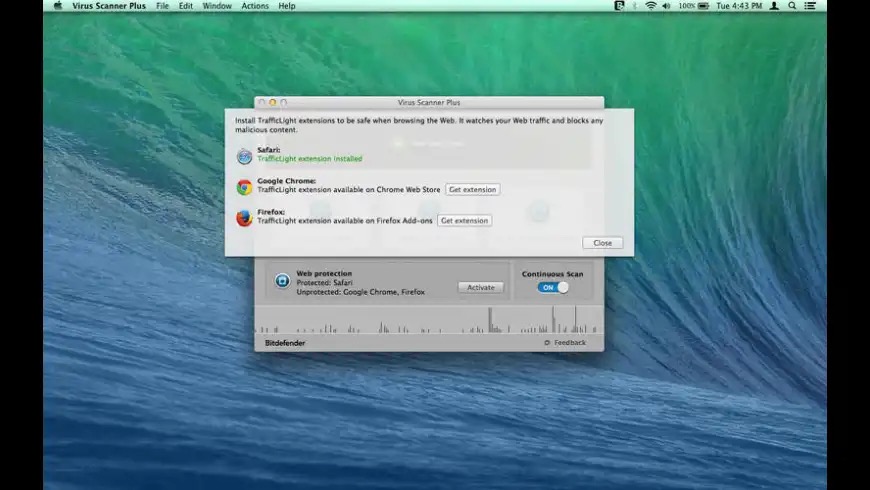 Virus Scanner Plus File Edit Window Actions Help 100% Tue 4:43 PM
Virus Scanner Plus
Install TrafficLight extensions to be safe when browsing the Web. It watches your Web traffic and blocks any
malicious content.
Safari:
TrafficLight extension installed
Google Chrome:
TrafficLight extension available on Chrome Web Store Get extension
Firefox:
TrafficLight extension available on Firefox Add-ons Get extension
Close
Web protection
Protected: Safari
Unprotected: Google Chrome, Firefox
Activate
Continuous Scan
ON
Bitdefender
Feedback